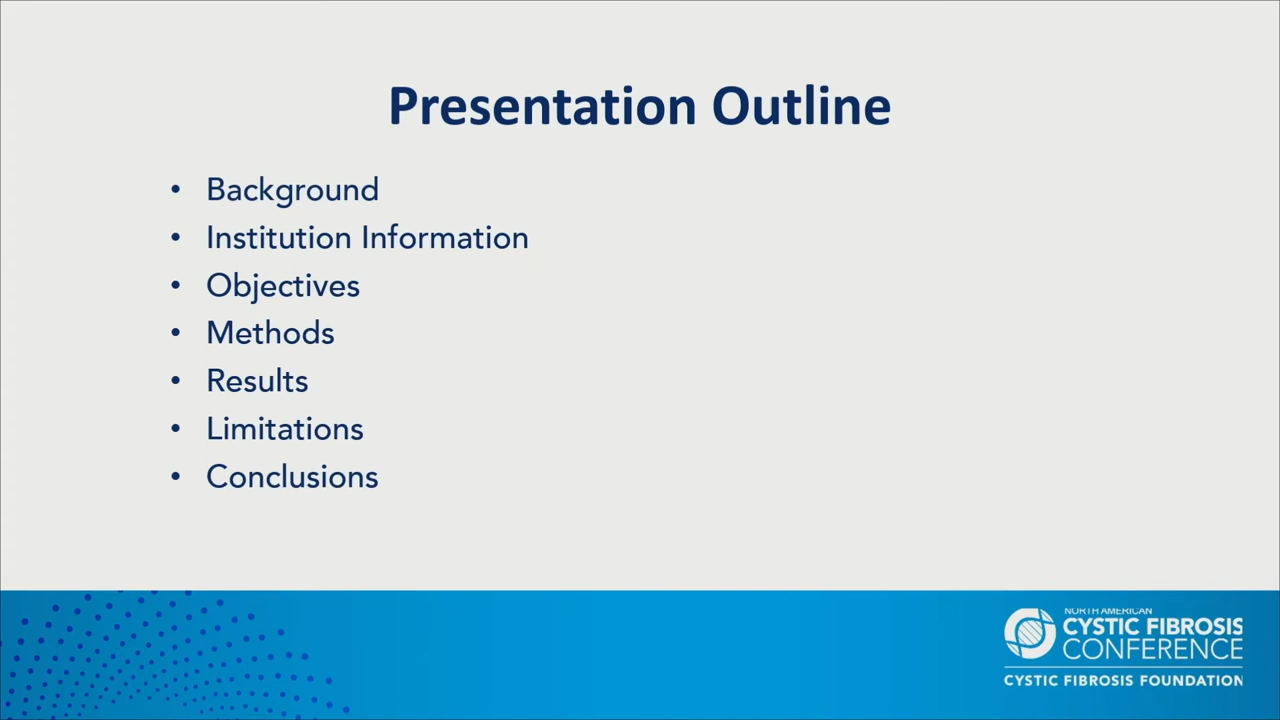 Presentation Outline
• Background
• Institution Information
• Objectives
• Methods
• Results
• Limitations
• Conclusions
NORTH AMERICAN
CYSTIC FIBROSIS
CONFERENCE
CYSTIC FIBROSIS FOUNDATION